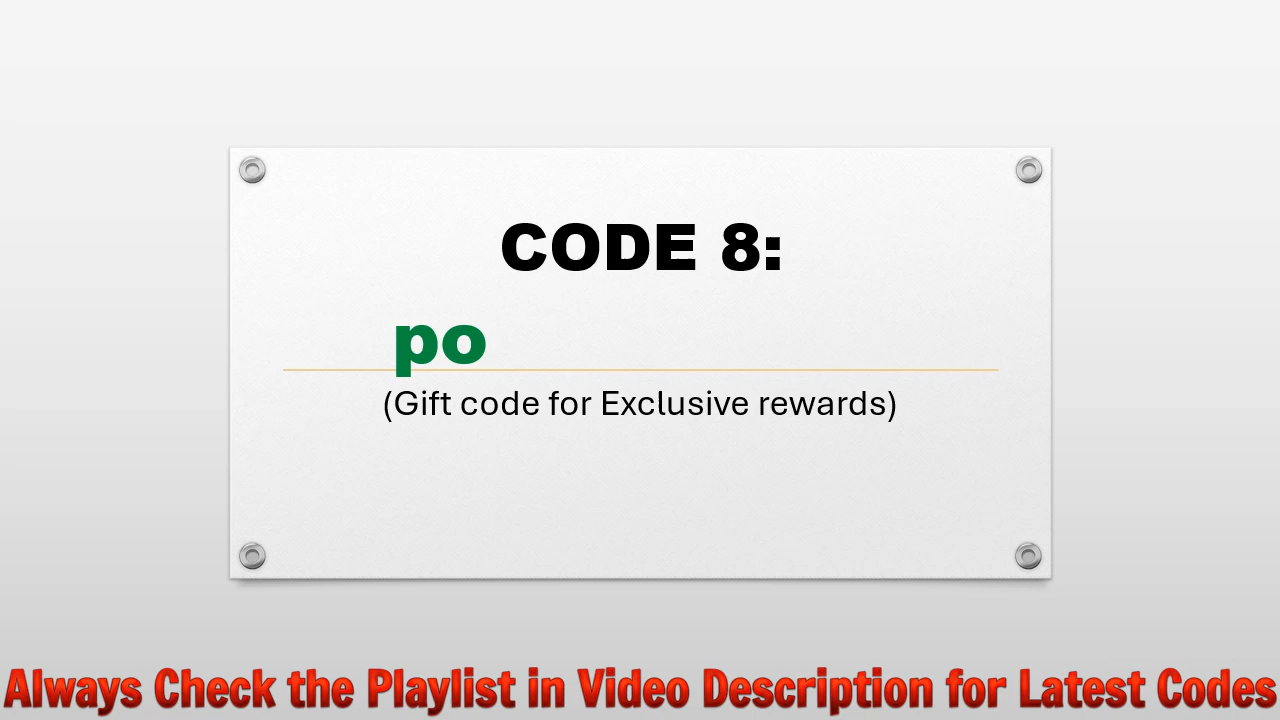 CODE 8:
po
(Gift code for Exclusive rewards)
Always Check the Playlist in Video Description for Latest Codes